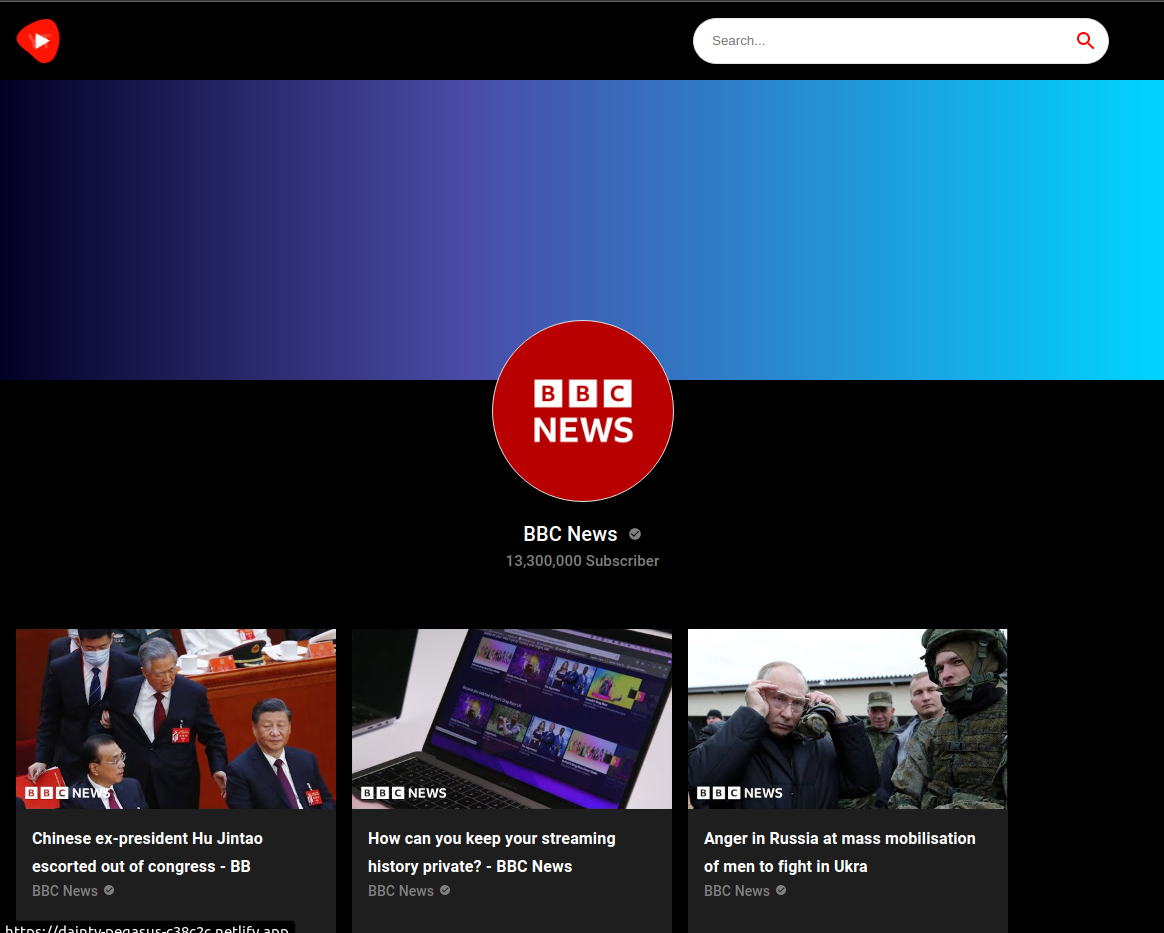 Search...
B B C
NEWS
BBC News
13,300,000 Subscriber
BBC NEWS
BBC NEWS
BBC NEWS
Chinese ex-president Hu Jintao
escorted out of congress - BB
BBC News
How can you keep your streaming
history private? - BBC News
BBC News
Anger in Russia at mass mobilisation
of men to fight in Ukra
BBC News
https://dainty-pegasus-c38c2c.netlify.app